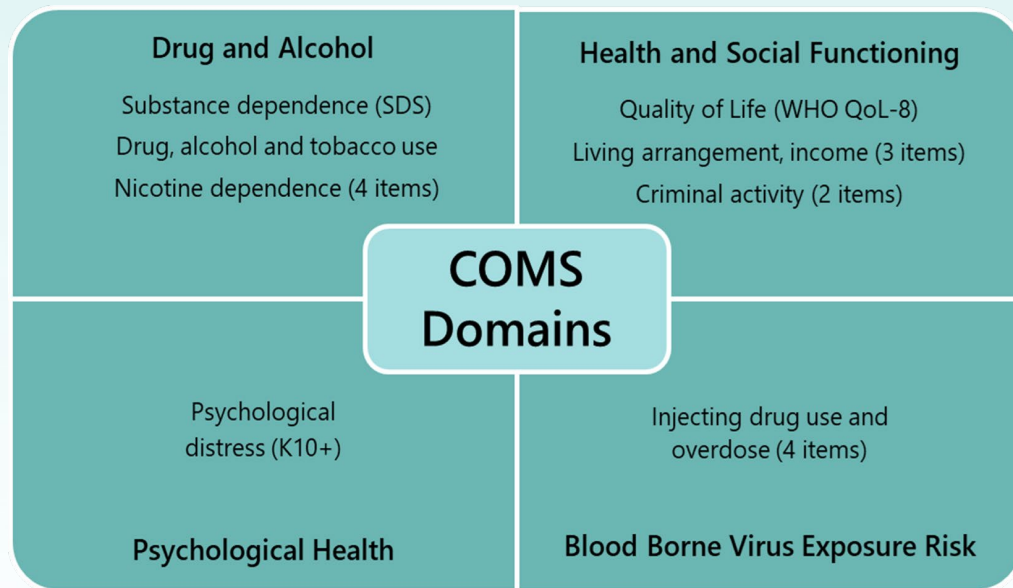 Drug and Alcohol
Substance dependence (SDS)
Drug, alcohol and tobacco use
Nicotine dependence (4 items)
Health and Social Functioning
Quality of Life (WHO QoL-8)
Living arrangement, income (3 items)
Criminal activity (2 items)
COMS
Domains
Psychological
distress (K10+)
Psychological Health
Injecting drug use and
overdose (4 items)
Blood Borne Virus Exposure Risk